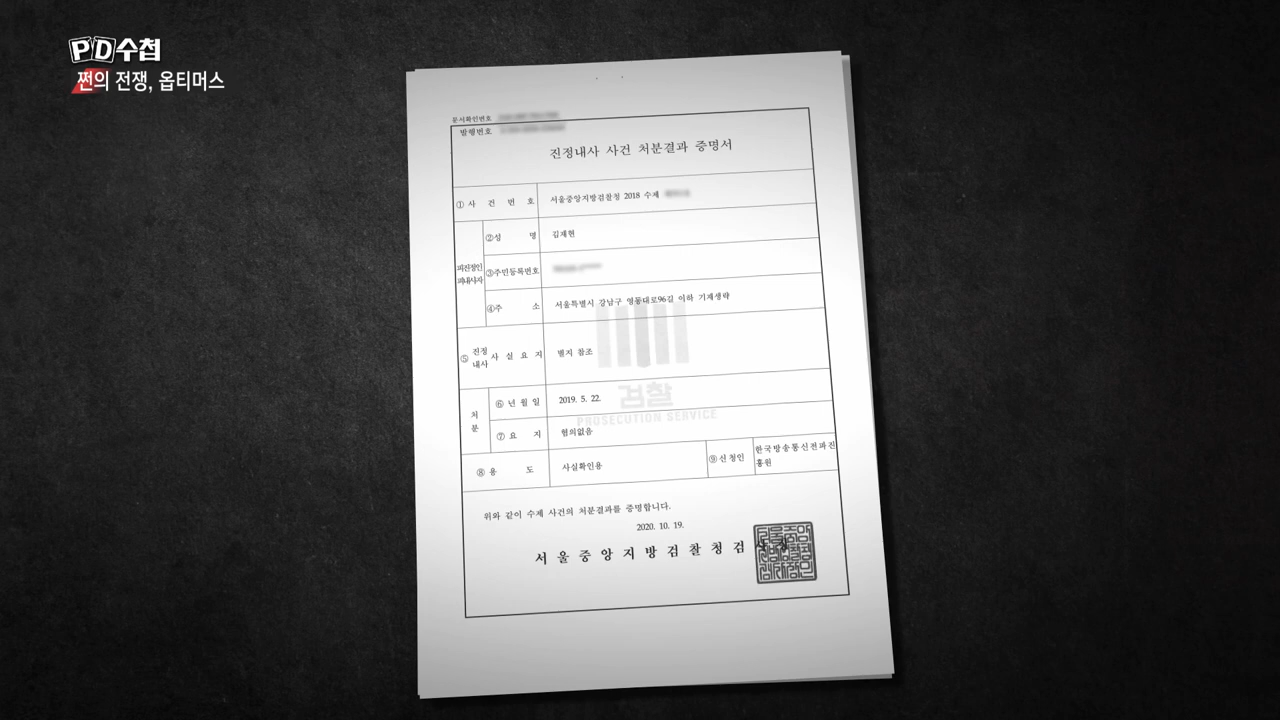 PD수첩
쩐의 전쟁, 옵티머스
문서확인번호
발행번호
진정내사 사건 처분결과 증명서
① 사 건 번 호
서울중앙지방검찰청 2018 수제
피진정인
피내사자
②성 명
김재현
③주민등록번호
④주 소
서울특별시 강남구 영동대로96길 이하 기재생략
⑤ 진정
내사 사 실 요 지
별지 참조
처
분
⑥ 년 월 일
2019. 5. 22.
⑦ 요 지
혐의없음
⑧ 용 도
사실확인용
⑨신청인
한국방송통신전파진
흥원
검찰
PROSECUTION SERVICE
위와 같이 수제 사건의 처분결과를 증명합니다.
2020. 10. 19.
서 울 중 앙 지 방 검 찰 청 검